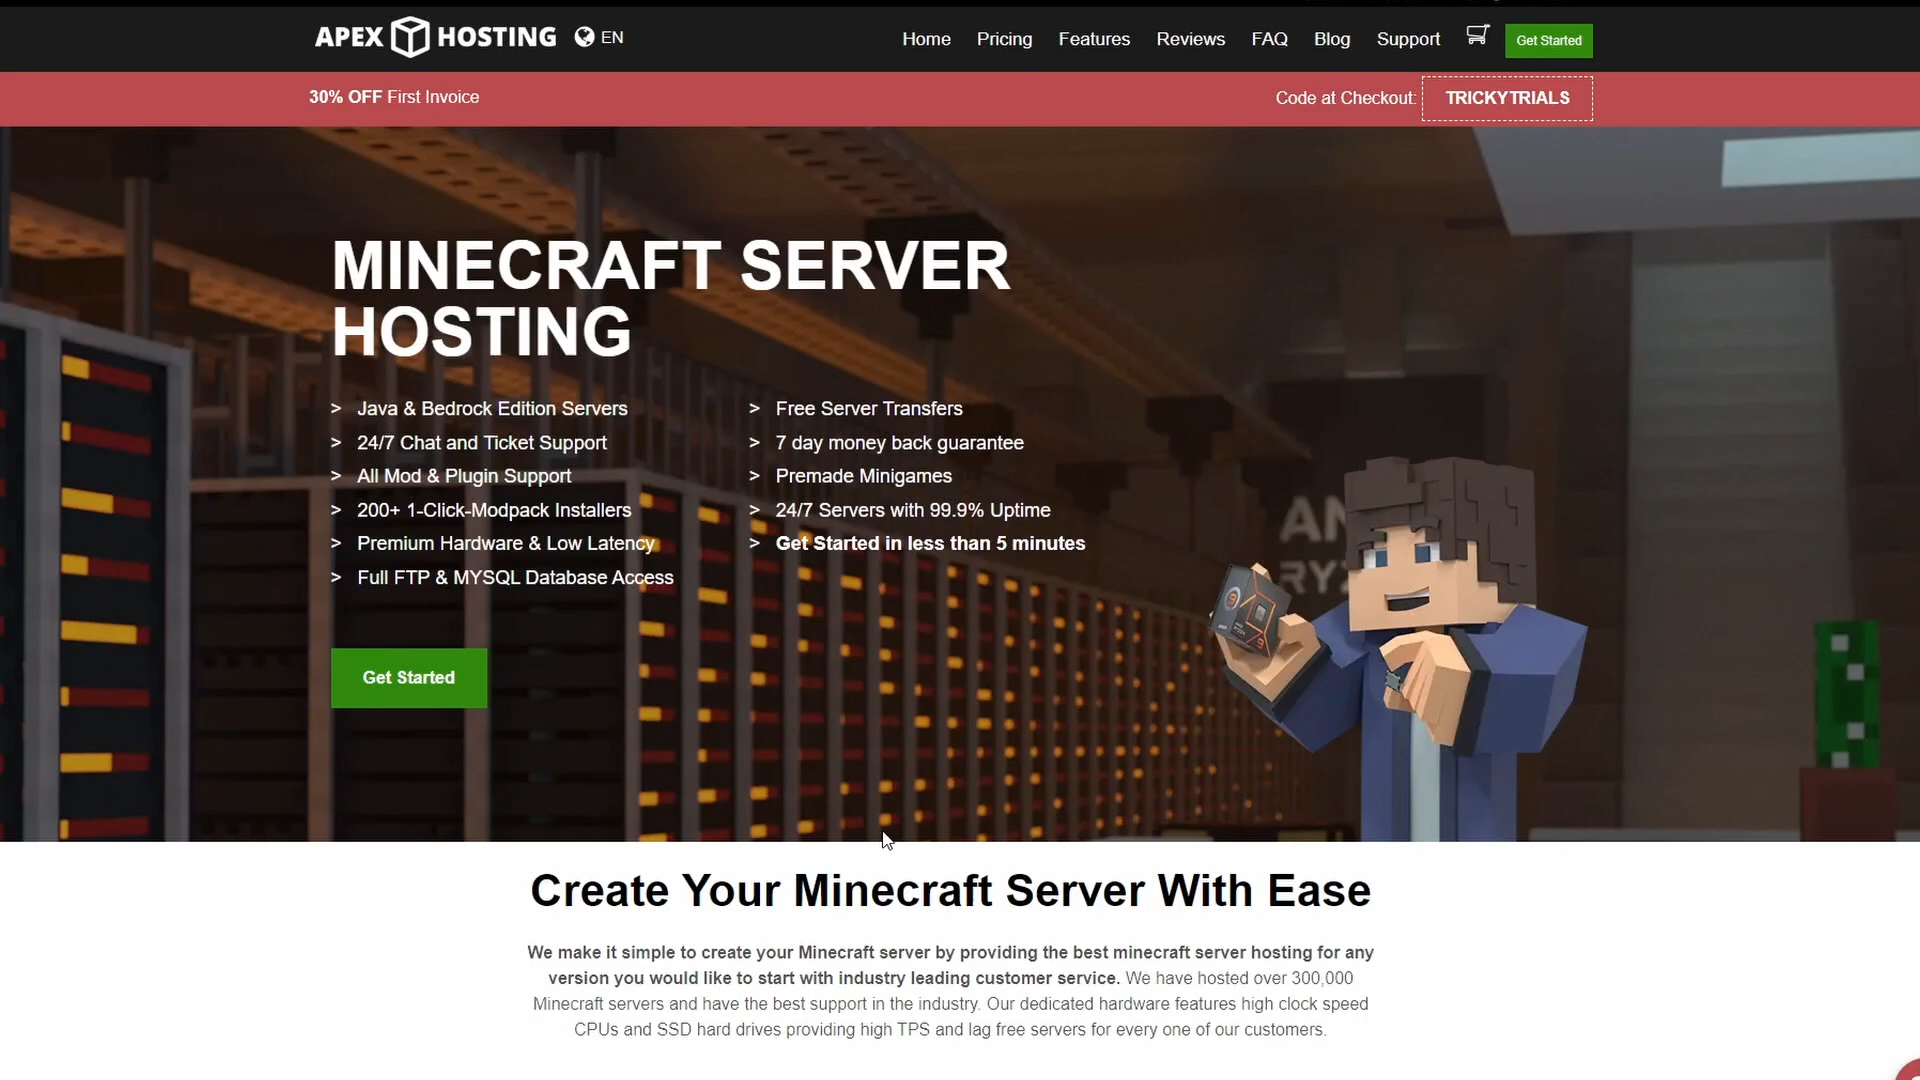 APEX HOSTING EN
Home Pricing Features Reviews FAQ Blog Support Get Started
30% OFF First Invoice
Code at Checkout: TRICKYTRIALS
MINECRAFT SERVER
HOSTING
> Java & Bedrock Edition Servers
> 24/7 Chat and Ticket Support
> All Mod & Plugin Support
> 200+ 1-Click-Modpack Installers
> Premium Hardware & Low Latency
> Full FTP & MYSQL Database Access
> Free Server Transfers
> 7 day money back guarantee
> Premade Minigames
> 24/7 Servers with 99.9% Uptime
> Get Started in less than 5 minutes
Get Started
Create Your Minecraft Server With Ease
We make it simple to create your Minecraft server by providing the best minecraft server hosting for any
version you would like to start with industry leading customer service. We have hosted over 300,000
Minecraft servers and have the best support in the industry. Our dedicated hardware features high clock speed
CPUs and SSD hard drives providing high TPS and lag free servers for every one of our customers.